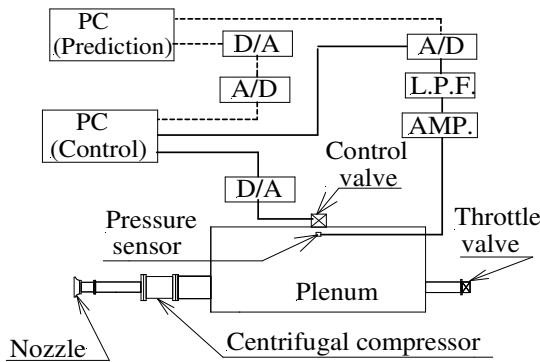 PC
(Prediction)
D/A
A/D
A/D
L.P.F.
AMP.
PC
(Control)
D/A
Control
valve
Pressure
sensor
Throttle
valve
Plenum
Nozzle
Centrifugal compressor